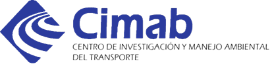 Cimab
CENTRO DE INVESTIGACIÓN Y MANEJO AMBIENTAL
DEL TRANSPORTE